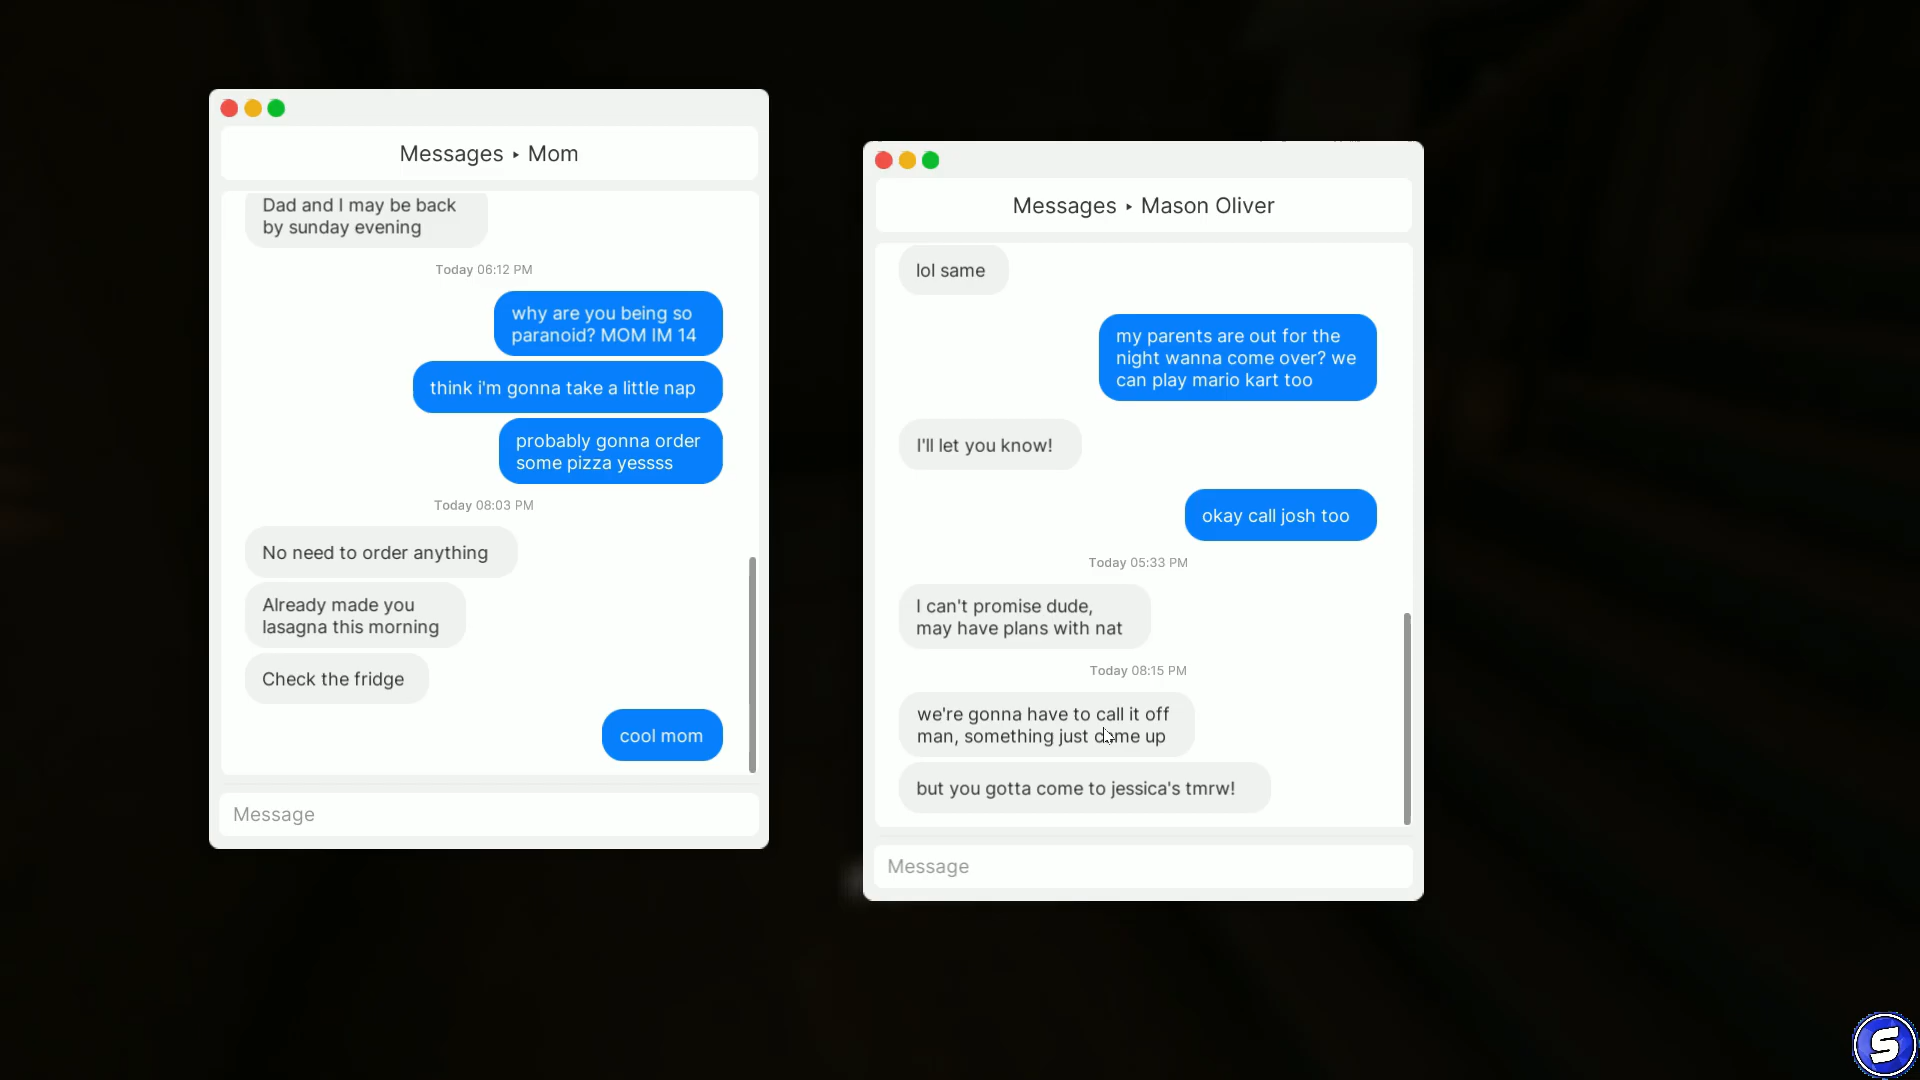 Messages ‣ Mom
Dad and I may be back
by sunday evening
Today 06:12 PM
why are you being so
paranoid? MOM IM 14
think i'm gonna take a little nap
probably gonna order
some pizza yessss
Today 08:03 PM
No need to order anything
Already made you
lasagna this morning
Check the fridge
cool mom
Message
Messages ‣ Mason Oliver
lol same
my parents are out for the
night wanna come over? we
can play mario kart too
I'll let you know!
okay call josh too
Today 05:33 PM
I can't promise dude,
may have plans with nat
Today 08:15 PM
we're gonna have to call it off
man, something just came up
but you gotta come to jessica's tmrw!
Message
S